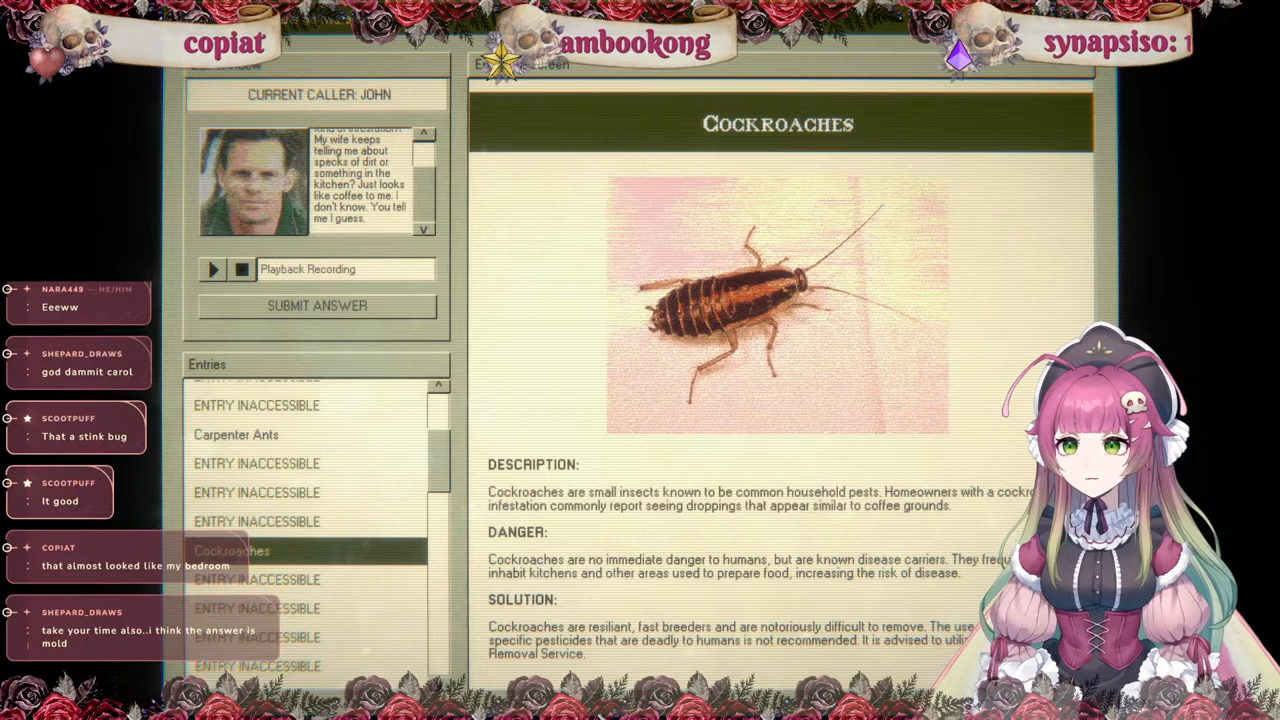 copiat
ambookong
synapsiso: 1
CURRENT CALLER: JOHN
My wife keeps
telling me about
specks of dirt or
something in the
kitchen? Just looks
like coffee to me. I
don't know. You tell
me I guess.
Playback Recording
SUBMIT ANSWER
Entries
ENTRY INACCESSIBLE
Carpenter Ants
ENTRY INACCESSIBLE
ENTRY INACCESSIBLE
ENTRY INACCESSIBLE
Cockroaches
ENTRY INACCESSIBLE
ENTRY INACCESSIBLE
ENTRY INACCESSIBLE
ENTRY INACCESSIBLE
COCKROACHES
DESCRIPTION:
Cockroaches are small insects known to be common household pests. Homeowners with a cockro
infestation commonly report seeing droppings that appear similar to coffee grounds.
DANGER:
Cockroaches are no immediate danger to humans, but are known disease carriers. They frequ
inhabit kitchens and other areas used to prepare food, increasing the risk of disease.
SOLUTION:
Cockroaches are resiliant, fast breeders and are notoriously difficult to remove. The use
specific pesticides that are deadly to humans is not recommended. It is advised to utili
Removal Service.
NARA449 — HE/HIM
Eeeww
SHEPARD_DRAWS
god dammit carol
SCOOTPUFF
That a stink bug
SCOOTPUFF
It good
COPIAT
that almost looked like my bedroom
SHEPARD_DRAWS
take your time also..i think the answer is
mold